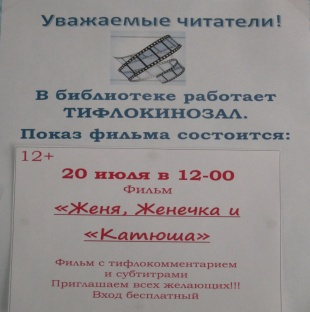 Уважаемые читатели!
В библиотеке работает
ТИФЛОКИНОЗАЛ.
Показ фильма состоится:
12+
20 июля в 12-00
Фильм
«Женя, Женечка и
«Катюша»
Фильм с тифлокомментарием
и субтитрами
Приглашаем всех желающих!!!
Вход бесплатный